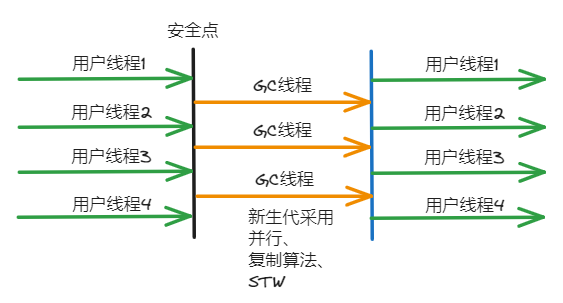 安全点
用户线程1
GC线程
用户线程1
用户线程2
GC线程
用户线程2
用户线程3
GC线程
用户线程3
用户线程4
用户线程4
新生代采用
并行、
复制算法、
STW